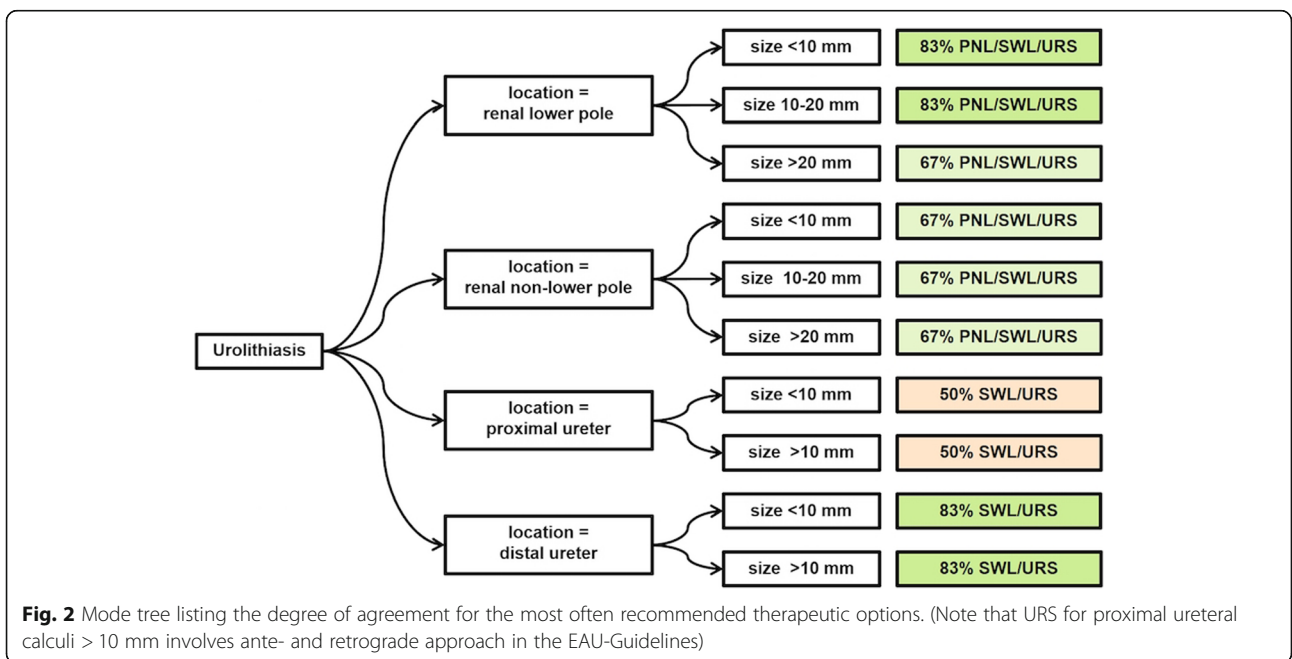 Urolithiasis
location =
renal lower pole
size <10 mm
83% PNL/SWL/URS
size 10-20 mm
83% PNL/SWL/URS
size >20 mm
67% PNL/SWL/URS
location =
renal non-lower pole
size <10 mm
67% PNL/SWL/URS
size 10-20 mm
67% PNL/SWL/URS
size >20 mm
67% PNL/SWL/URS
location =
proximal ureter
size <10 mm
50% SWL/URS
size >10 mm
50% SWL/URS
location =
distal ureter
size <10 mm
83% SWL/URS
size >10 mm
83% SWL/URS
Fig. 2 Mode tree listing the degree of agreement for the most often recommended therapeutic options. (Note that URS for proximal ureteral
calculi > 10 mm involves ante- and retrograde approach in the EAU-Guidelines)